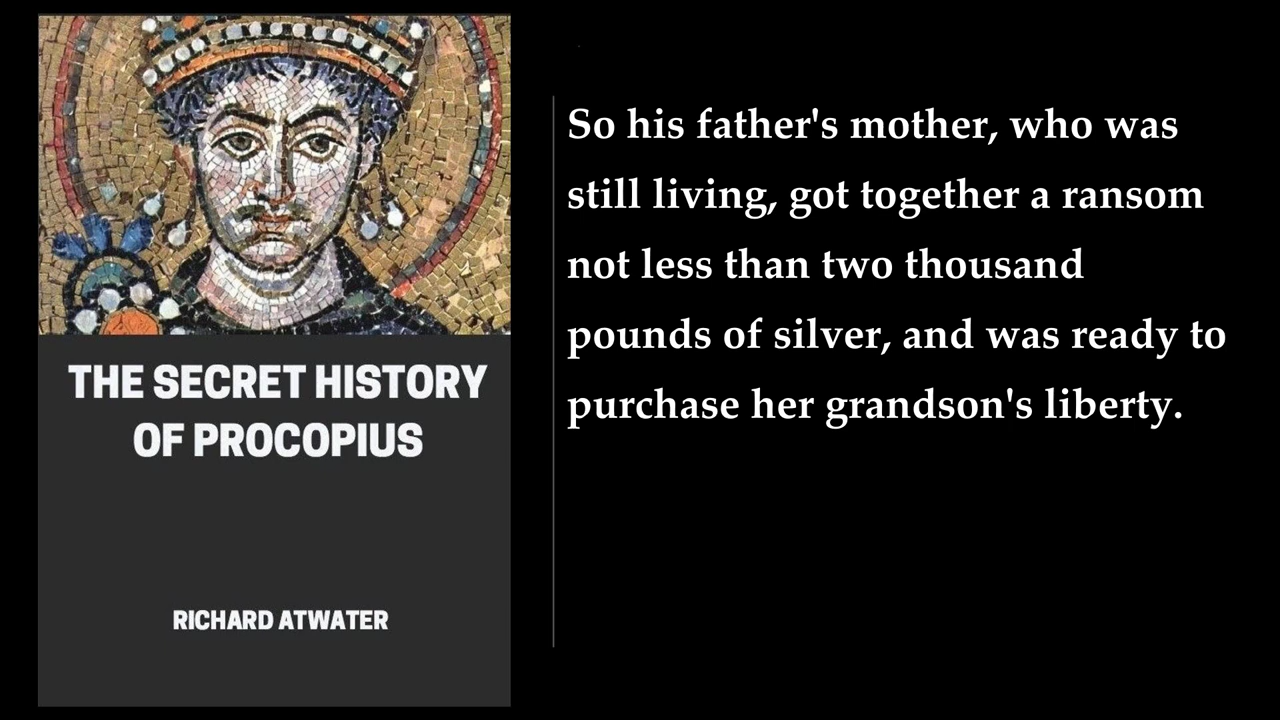 THE SECRET HISTORY
OF PROCOPIUS
RICHARD ATWATER
So his father's mother, who was
still living, got together a ransom
not less than two thousand
pounds of silver, and was ready to
purchase her grandson's liberty.